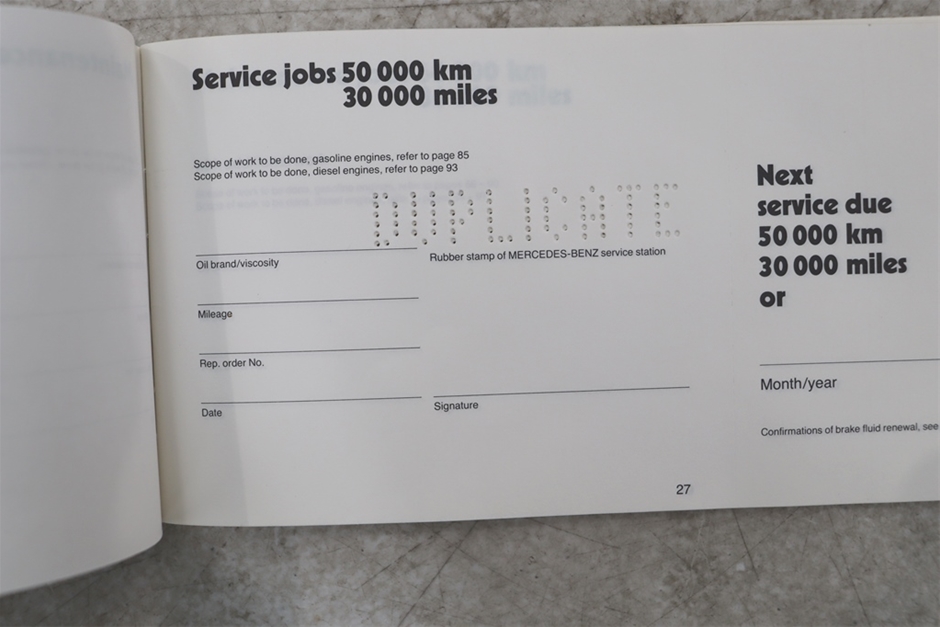 Service jobs 50 000 km
30 000 miles
Scope of work to be done, gasoline engines, refer to page 85
Scope of work to be done, diesel engines, refer to page 93
DUPLICATE
Oil brand/viscosity
Rubber stamp of MERCEDES-BENZ service station
Mileage
Rep. order No.
Date
Signature
27
Next
service due
50 000 km
30 000 miles
or
Month/year
Confirmations of brake fluid renewal, see